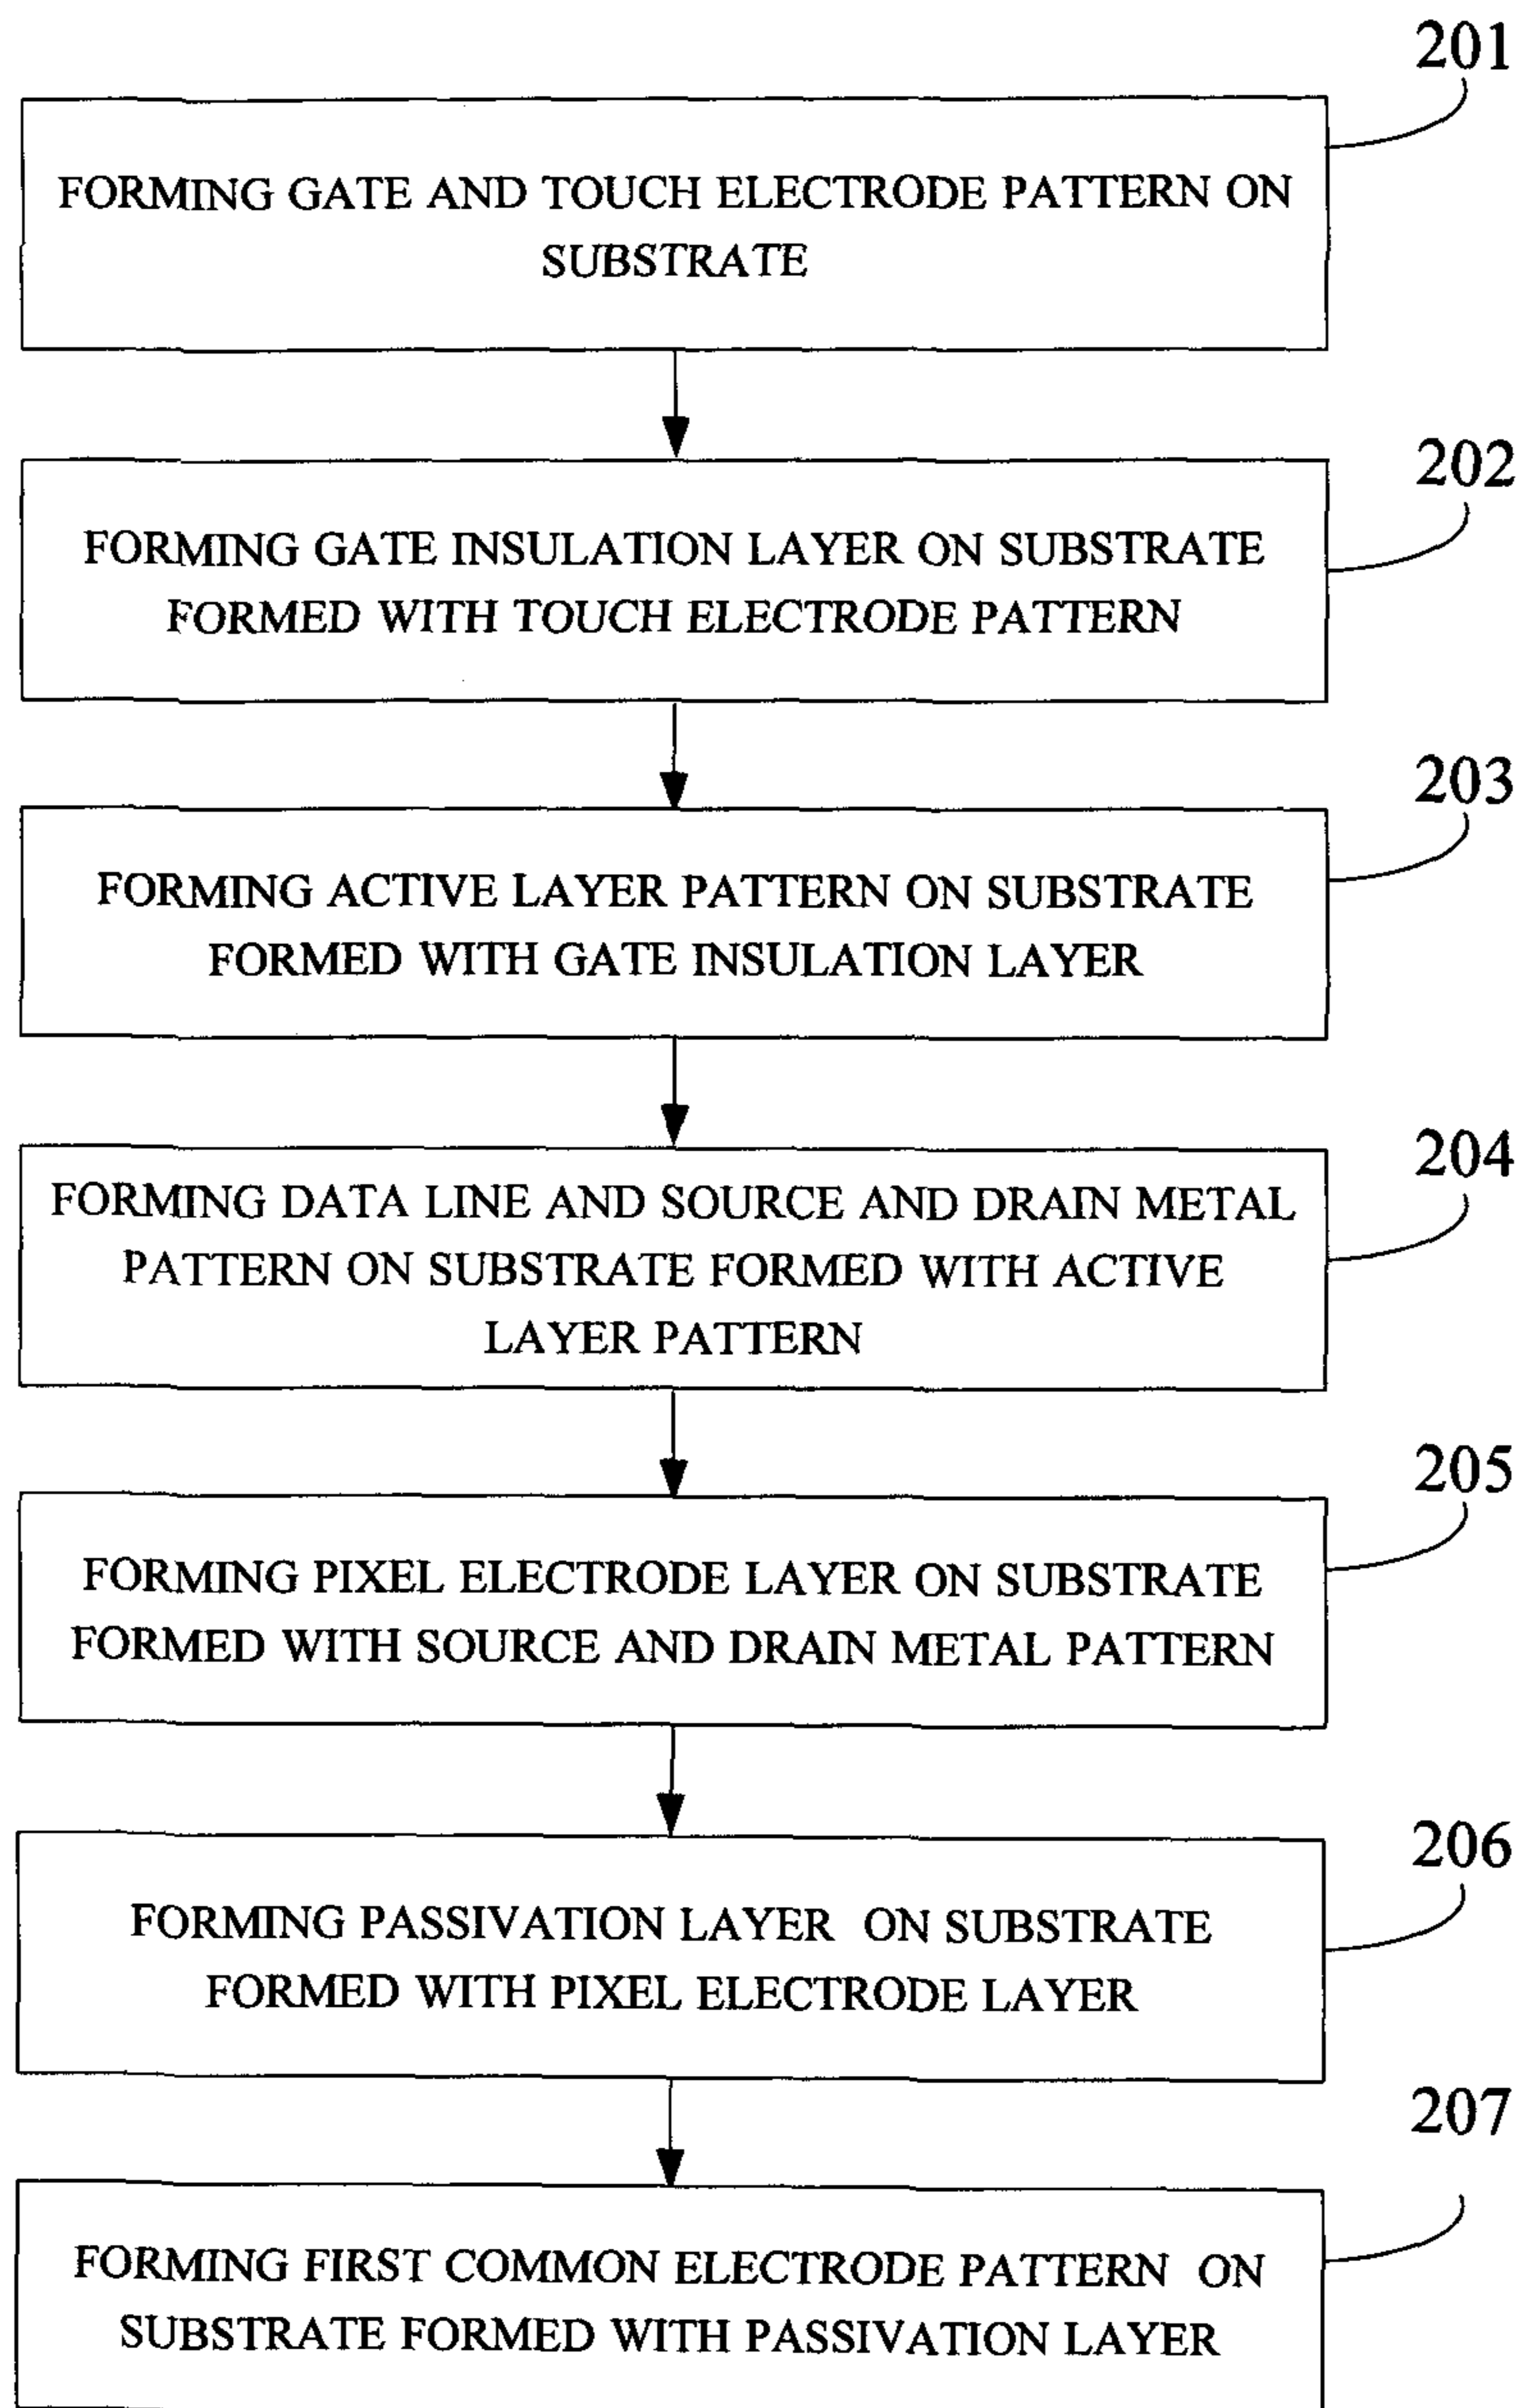 201
FORMING GATE AND TOUCH ELECTRODE PATTERN ON
SUBSTRATE
202
FORMING GATE INSULATION LAYER ON SUBSTRATE
FORMED WITH TOUCH ELECTRODE PATTERN
203
FORMING ACTIVE LAYER PATTERN ON SUBSTRATE
FORMED WITH GATE INSULATION LAYER
204
FORMING DATA LINE AND SOURCE AND DRAIN METAL
PATTERN ON SUBSTRATE FORMED WITH ACTIVE
LAYER PATTERN
205
FORMING PIXEL ELECTRODE LAYER ON SUBSTRATE
FORMED WITH SOURCE AND DRAIN METAL PATTERN
206
FORMING PASSIVATION LAYER ON SUBSTRATE
FORMED WITH PIXEL ELECTRODE LAYER
207
FORMING FIRST COMMON ELECTRODE PATTERN ON
SUBSTRATE FORMED WITH PASSIVATION LAYER